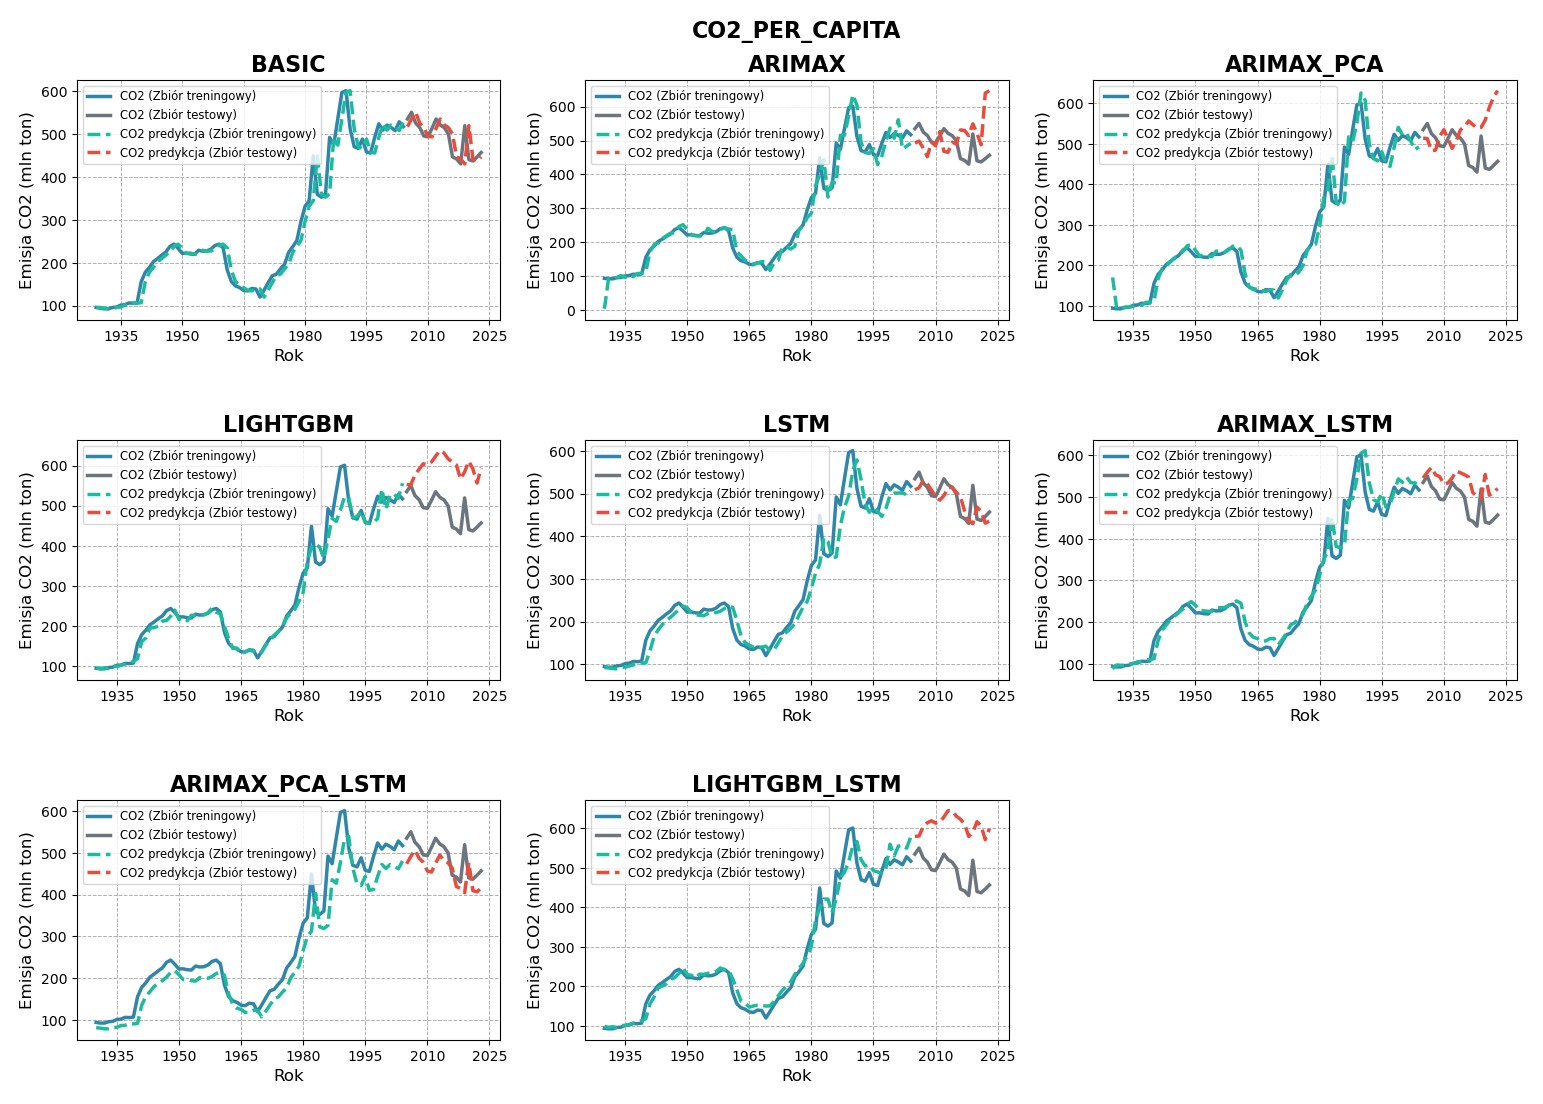 CO2_PER_CAPITA
BASIC
CO2 (Zbiór treningowy)
CO2 (Zbiór testowy)
CO2 predykcja (Zbiór treningowy)
CO2 predykcja (Zbiór testowy)
Emisja CO2 (mln ton)
600
500
400
300
200
100
1935 1950 1965 1980 1995 2010 2025
Rok
ARIMAX
CO2 (Zbiór treningowy)
CO2 (Zbiór testowy)
CO2 predykcja (Zbiór treningowy)
CO2 predykcja (Zbiór testowy)
Emisja CO2 (mln ton)
600
500
400
300
200
100
0
1935 1950 1965 1980 1995 2010 2025
Rok
ARIMAX_PCA
CO2 (Zbiór treningowy)
CO2 (Zbiór testowy)
CO2 predykcja (Zbiór treningowy)
CO2 predykcja (Zbiór testowy)
Emisja CO2 (mln ton)
600
500
400
300
200
100
1935 1950 1965 1980 1995 2010 2025
Rok
LIGHTGBM
CO2 (Zbiór treningowy)
CO2 (Zbiór testowy)
CO2 predykcja (Zbiór treningowy)
CO2 predykcja (Zbiór testowy)
Emisja CO2 (mln ton)
600
500
400
300
200
100
1935 1950 1965 1980 1995 2010 2025
Rok
LSTM
CO2 (Zbiór treningowy)
CO2 (Zbiór testowy)
CO2 predykcja (Zbiór treningowy)
CO2 predykcja (Zbiór testowy)
Emisja CO2 (mln ton)
600
500
400
300
200
100
1935 1950 1965 1980 1995 2010 2025
Rok
ARIMAX_LSTM
CO2 (Zbiór treningowy)
CO2 (Zbiór testowy)
CO2 predykcja (Zbiór treningowy)
CO2 predykcja (Zbiór testowy)
Emisja CO2 (mln ton)
600
500
400
300
200
100
1935 1950 1965 1980 1995 2010 2025
Rok
ARIMAX_PCA_LSTM
CO2 (Zbiór treningowy)
CO2 (Zbiór testowy)
CO2 predykcja (Zbiór treningowy)
CO2 predykcja (Zbiór testowy)
Emisja CO2 (mln ton)
600
500
400
300
200
100
1935 1950 1965 1980 1995 2010 2025
Rok
LIGHTGBM_LSTM
CO2 (Zbiór treningowy)
CO2 (Zbiór testowy)
CO2 predykcja (Zbiór treningowy)
CO2 predykcja (Zbiór testowy)
Emisja CO2 (mln ton)
600
500
400
300
200
100
1935 1950 1965 1980 1995 2010 2025
Rok